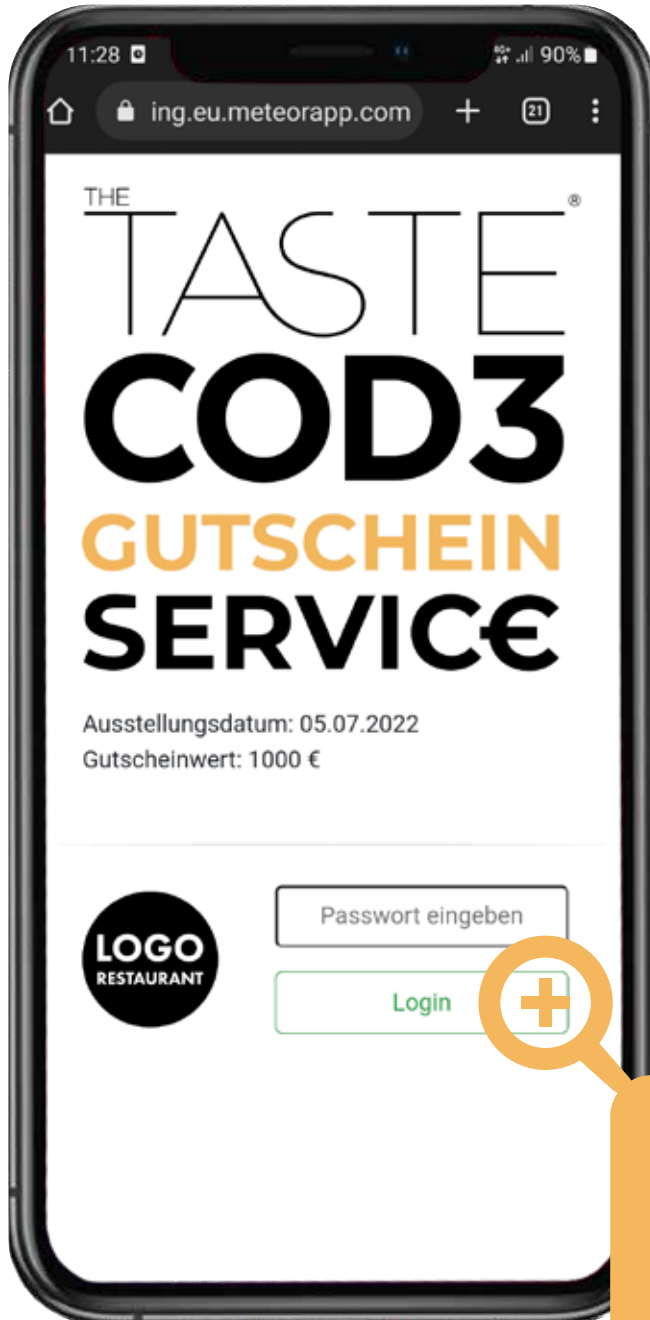 11:28 4G+ 90%
ing.eu.meteorapp.com + 21
THE
TASTE®
COD3
GUTSCHEIN
SERVIC€
Ausstellungsdatum: 05.07.2022
Gutscheinwert: 1000 €
Passwort eingeben
LOGO
RESTAURANT
Login